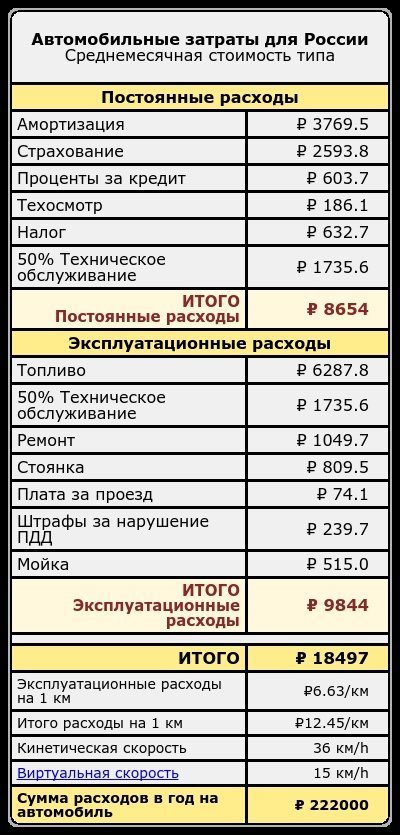 Автомобильные затраты для России
Среднемесячная стоимость типа
Постоянные расходы
Амортизация ₽ 3769.5
Страхование ₽ 2593.8
Проценты за кредит ₽ 603.7
Техосмотр ₽ 186.1
Налог ₽ 632.7
50% Техническое
обслуживание ₽ 1735.6
ИТОГО
Постоянные расходы ₽ 8654
Эксплуатационные расходы
Топливо ₽ 6287.8
50% Техническое
обслуживание ₽ 1735.6
Ремонт ₽ 1049.7
Стоянка ₽ 809.5
Плата за проезд ₽ 74.1
Штрафы за нарушение
ПДД ₽ 239.7
Мойка ₽ 515.0
ИТОГО
Эксплуатационные
расходы ₽ 9844
ИТОГО ₽ 18497
Эксплуатационные расходы
на 1 км ₽6.63/км
Итого расходы на 1 км ₽12.45/км
Кинетическая скорость 36 км/h
Виртуальная скорость 15 км/h
Сумма расходов в год на
автомобиль ₽ 222000